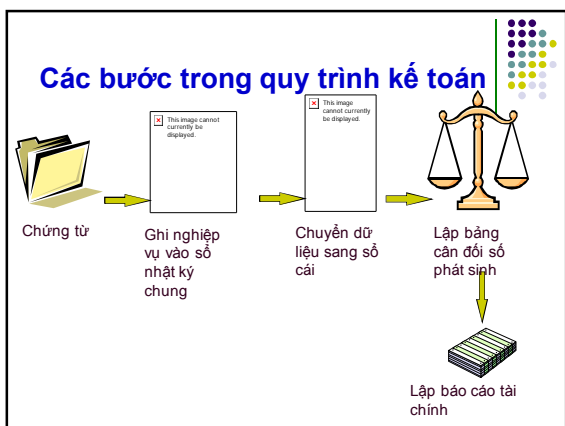 Các bước trong quy trình kế toán
This image cannot
currently be
displayed.
This image
cannot currently
be displayed.
Chứng từ
Ghi nghiệp
vụ vào sổ
nhật ký
chung
Chuyển dữ
liệu sang sổ
cái
Lập bảng
cân đối số
phát sinh
Lập báo cáo tài
chính